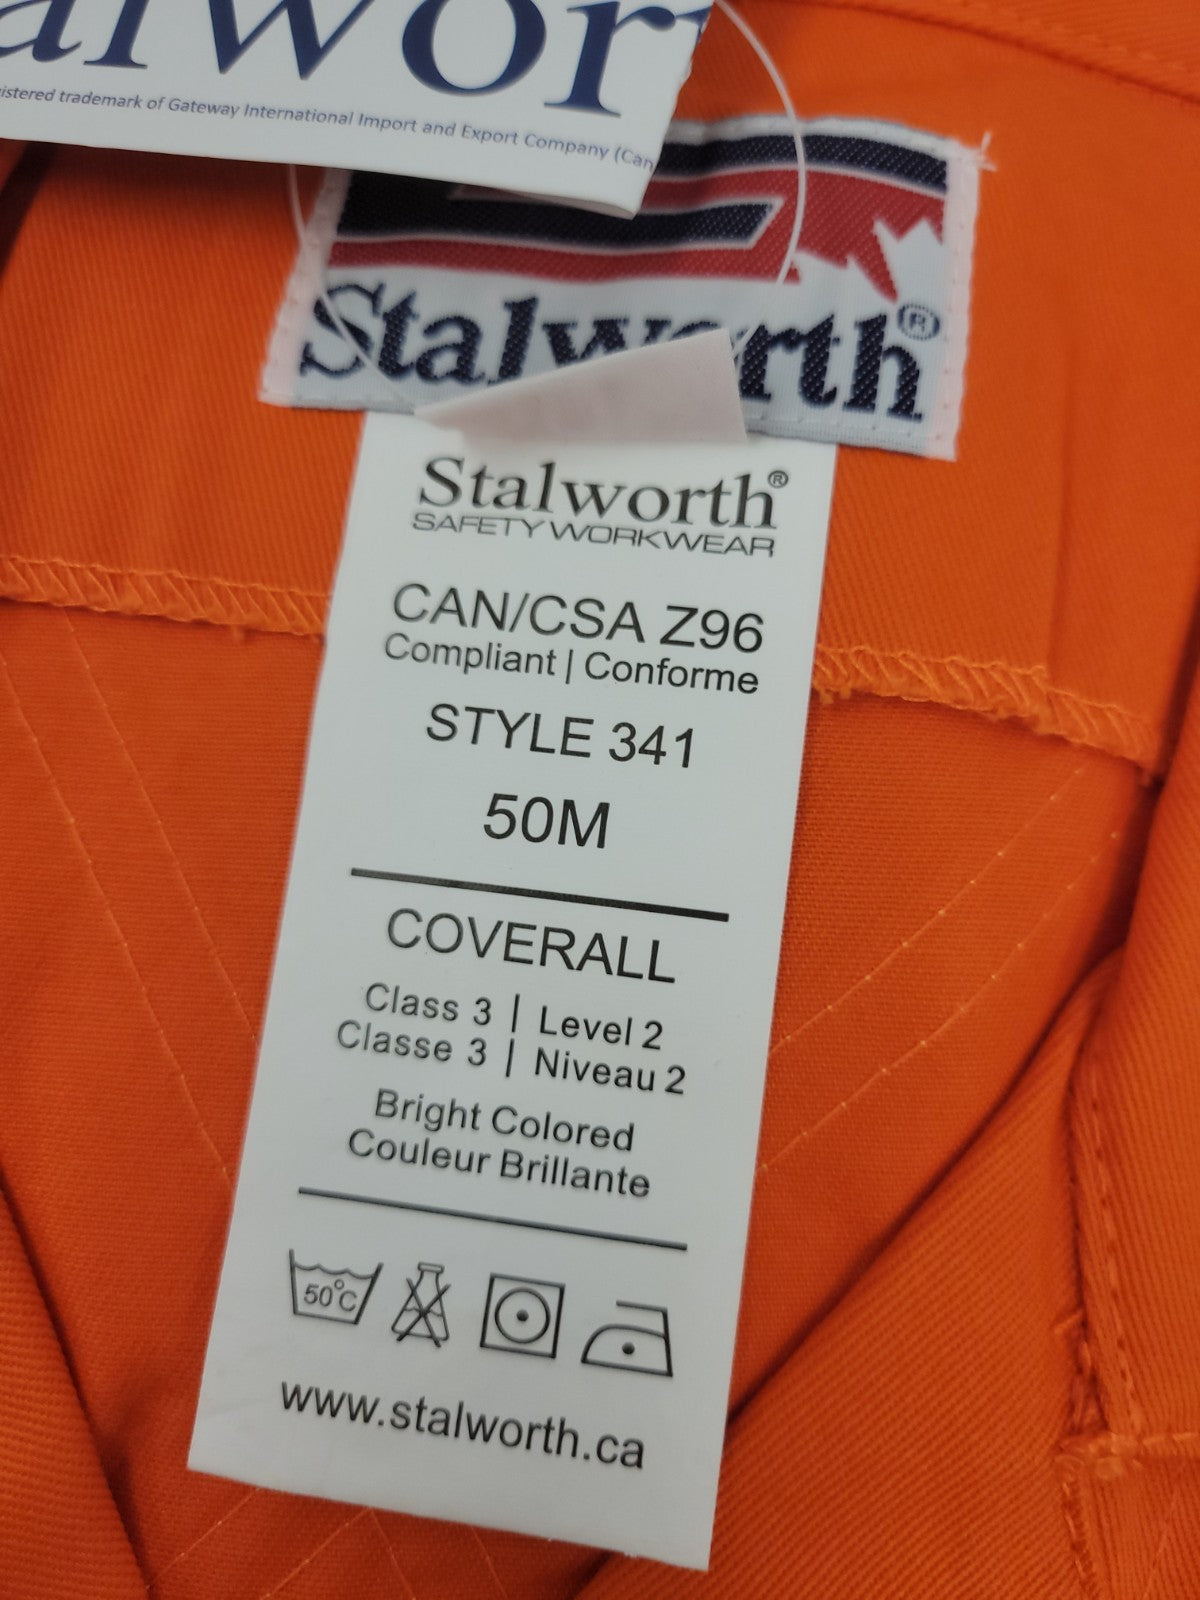 istered trademark of Gateway International Import and Export Company (Can
Stalworth®
Stalworth®
SAFETY WORKWEAR
CAN/CSA Z96
Compliant | Conforme
STYLE 341
50M
COVERALL
Class 3 | Level 2
Classe 3 | Niveau 2
Bright Colored
Couleur Brillante
50°C
www.stalworth.ca